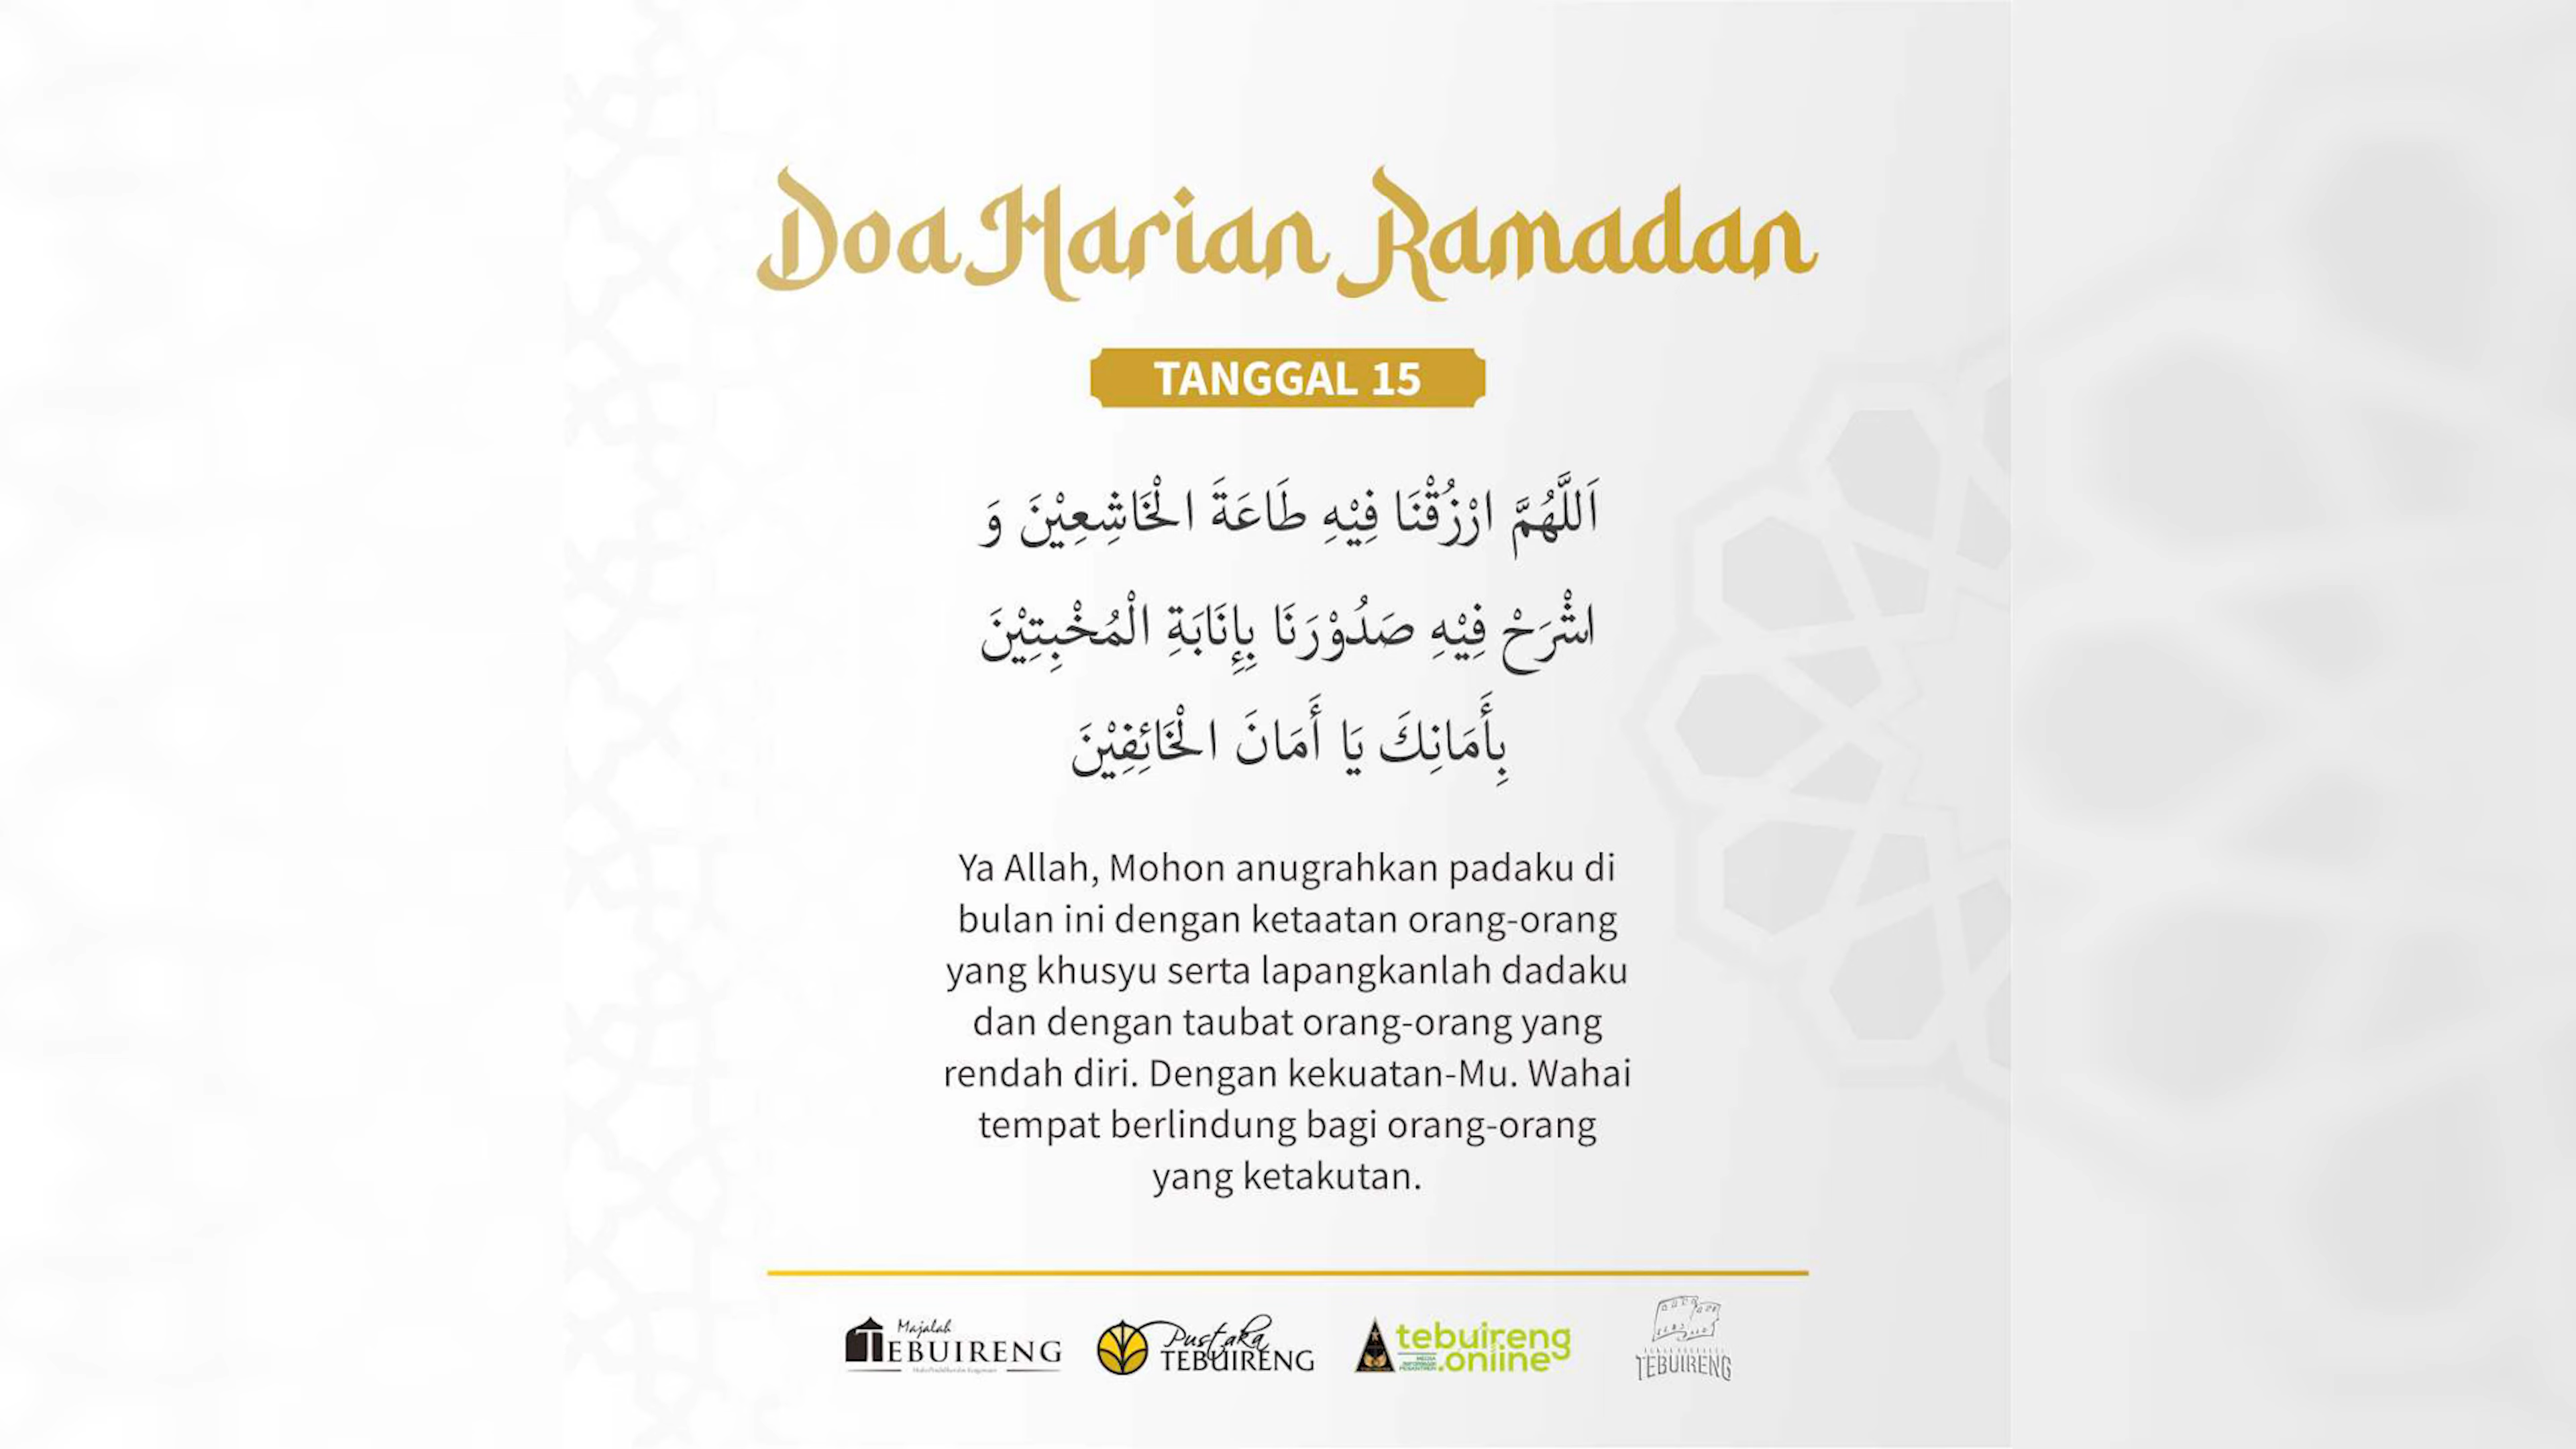 Doa Harian Ramadan
TANGGAL 15
اَللَّهُمَّ ارْزُقْنَا فِيْهِ طَاعَةَ الْخَاشِعِيْنَ وَ
اشْرَحْ فِيْهِ صَدُوْرَنَا بِإِنَابَةِ الْمُخْبِتِيْنَ
بِأَمَانِكَ يَا أَمَانَ الْخَائِفِيْنَ
Ya Allah, Mohon anugrahkan padaku di
bulan ini dengan ketaatan orang-orang
yang khusyu serta lapangkanlah dadaku
dan dengan taubat orang-orang yang
rendah diri. Dengan kekuatan-Mu. Wahai
tempat berlindung bagi orang-orang
yang ketakutan.
Majalah
TEBUIRENG
Pustaka
TEBUIRENG
tebuireng
.online
TEBUIRENG